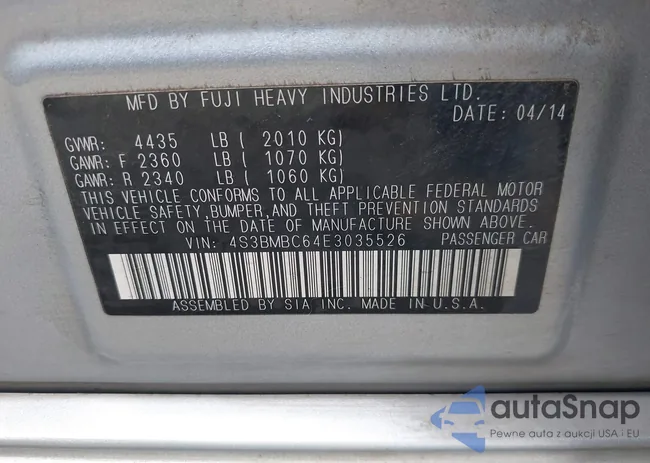 MFD BY FUJI HEAVY INDUSTRIES LTD.
DATE: 04/14
GVWR: 4435 LB ( 2010 KG)
GAWR: F 2360 LB ( 1070 KG)
GAWR: R 2340 LB ( 1060 KG)
THIS VEHICLE CONFORMS TO ALL APPLICABLE FEDERAL MOTOR
VEHICLE SAFETY, BUMPER, AND THEFT PREVENTION STANDARDS
IN EFFECT ON THE DATE OF MANUFACTURE SHOWN ABOVE.
VIN: 4S3BMBC64E3035526 PASSENGER CAR
ASSEMBLED BY SIA INC. MADE IN U.S.A.
autaSnap
Pewne auta z aukcji USA i EU